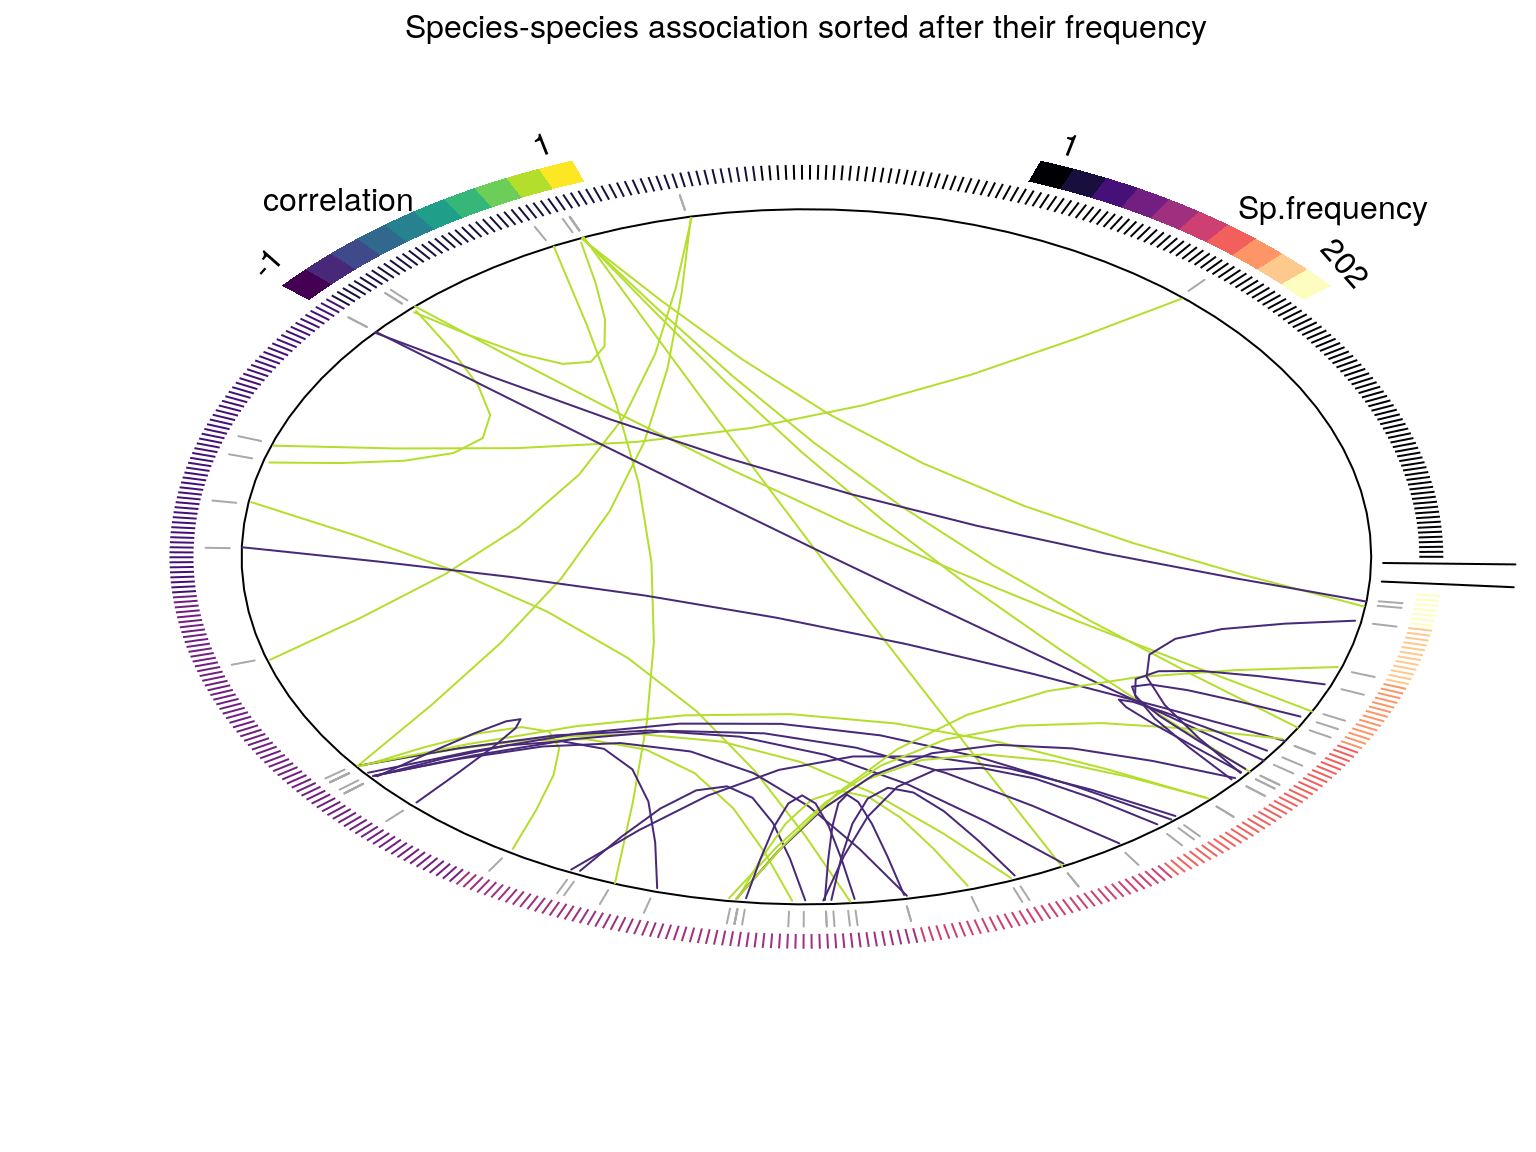 Species-species association sorted after their frequency
1
1
correlation
Sp.frequency
-1
202